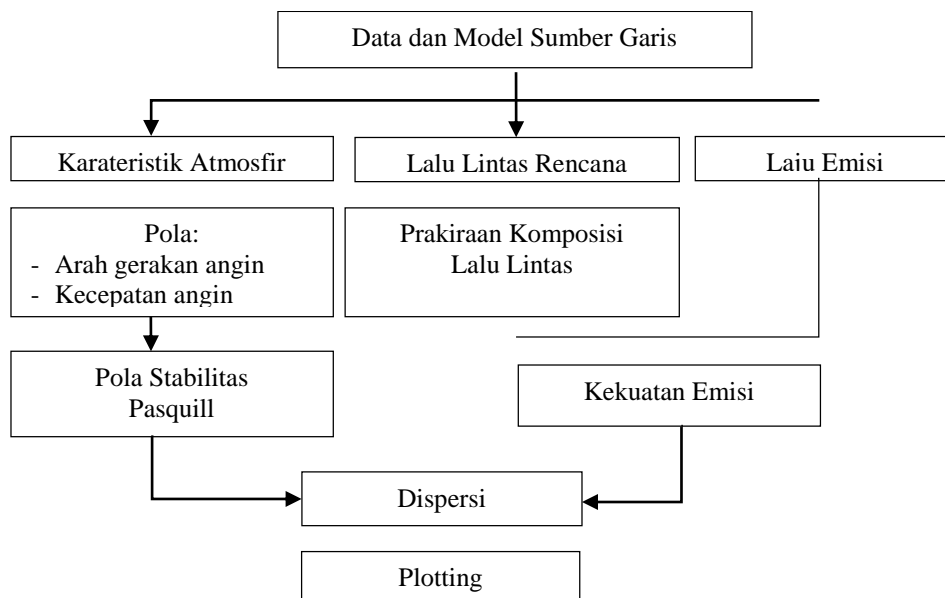 Data dan Model Sumber Garis
Karateristik Atmosfir
Lalu Lintas Rencana
Laiu Emisi
Pola:
- Arah gerakan angin
- Kecepatan angin
Prakiraan Komposisi
Lalu Lintas
Pola Stabilitas
Pasquill
Kekuatan Emisi
Dispersi
Plotting